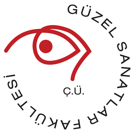 GÜZEL SANATLAR FAKÜLTESİ
Ç.Ü.